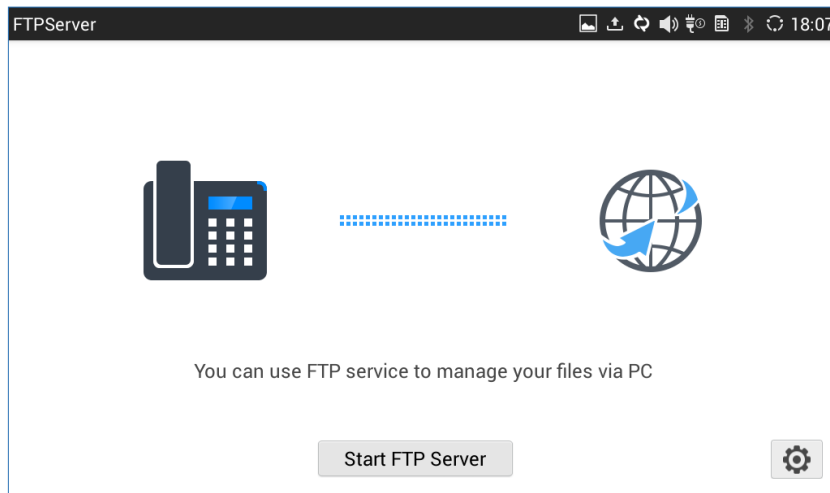 FTPServer
18:07
You can use FTP service to manage your files via PC
Start FTP Server